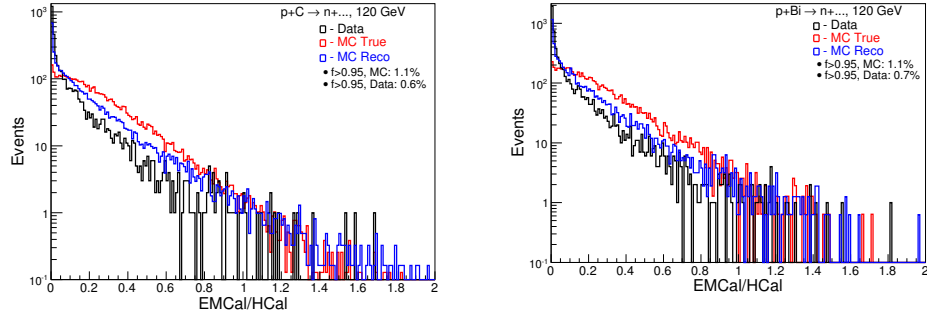 p+C → n+..., 120 GeV
- Data
- MC True
- MC Reco
• f>0.95, MC: 1.1%
• f>0.95, Data: 0.6%
Events
10³
10²
10
1
10⁻¹
0 0.2 0.4 0.6 0.8 1 1.2 1.4 1.6 1.8 2
EMCal/HCal
p+Bi → n+..., 120 GeV
- Data
- MC True
- MC Reco
• f>0.95, MC: 1.1%
• f>0.95, Data: 0.7%
Events
10³
10²
10
1
10⁻¹
0 0.2 0.4 0.6 0.8 1 1.2 1.4 1.6 1.8 2
EMCal/HCal